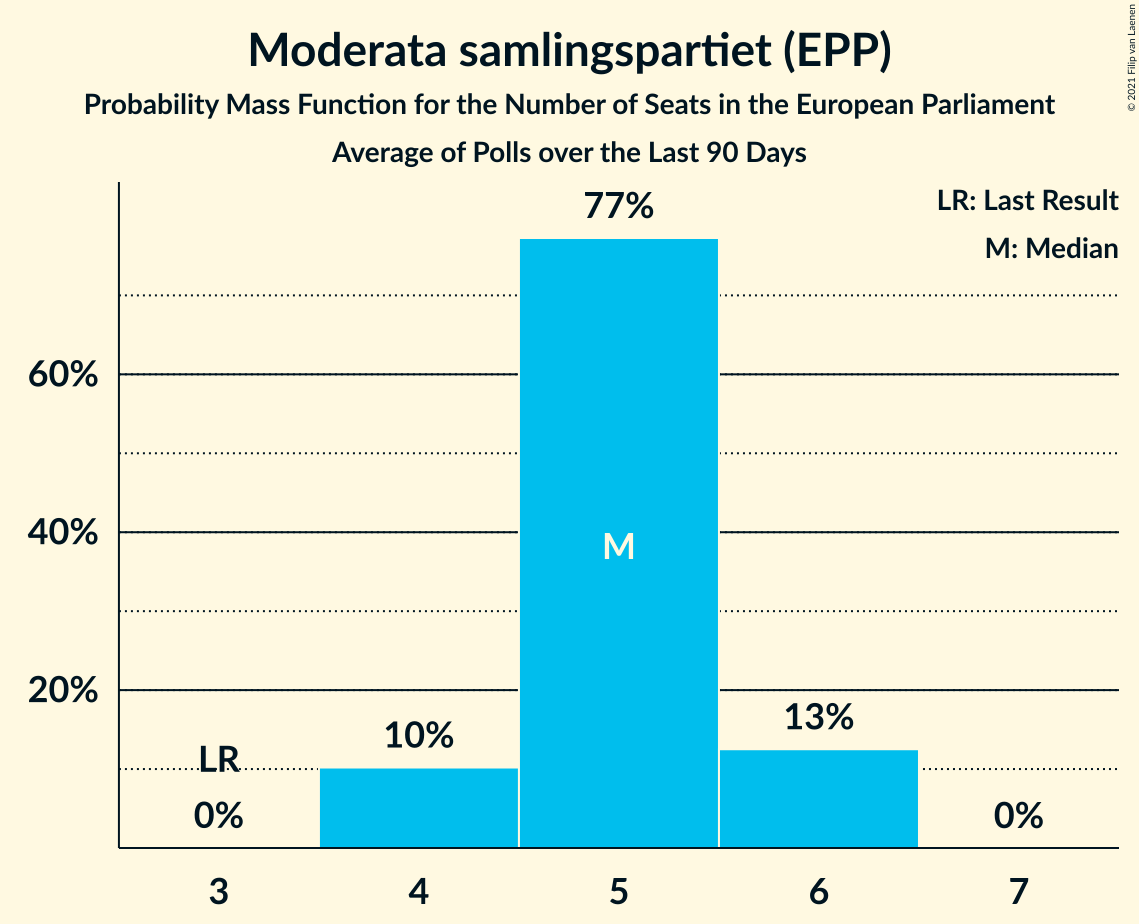 Moderata samlingspartiet (EPP)
Probability Mass Function for the Number of Seats in the European Parliament
Average of Polls over the Last 90 Days
© 2021 Filip van Laenen
LR: Last Result
M: Median
77%
60%
40%
M
20%
13%
10%
LR
0%
0%
3 4 5 6 7